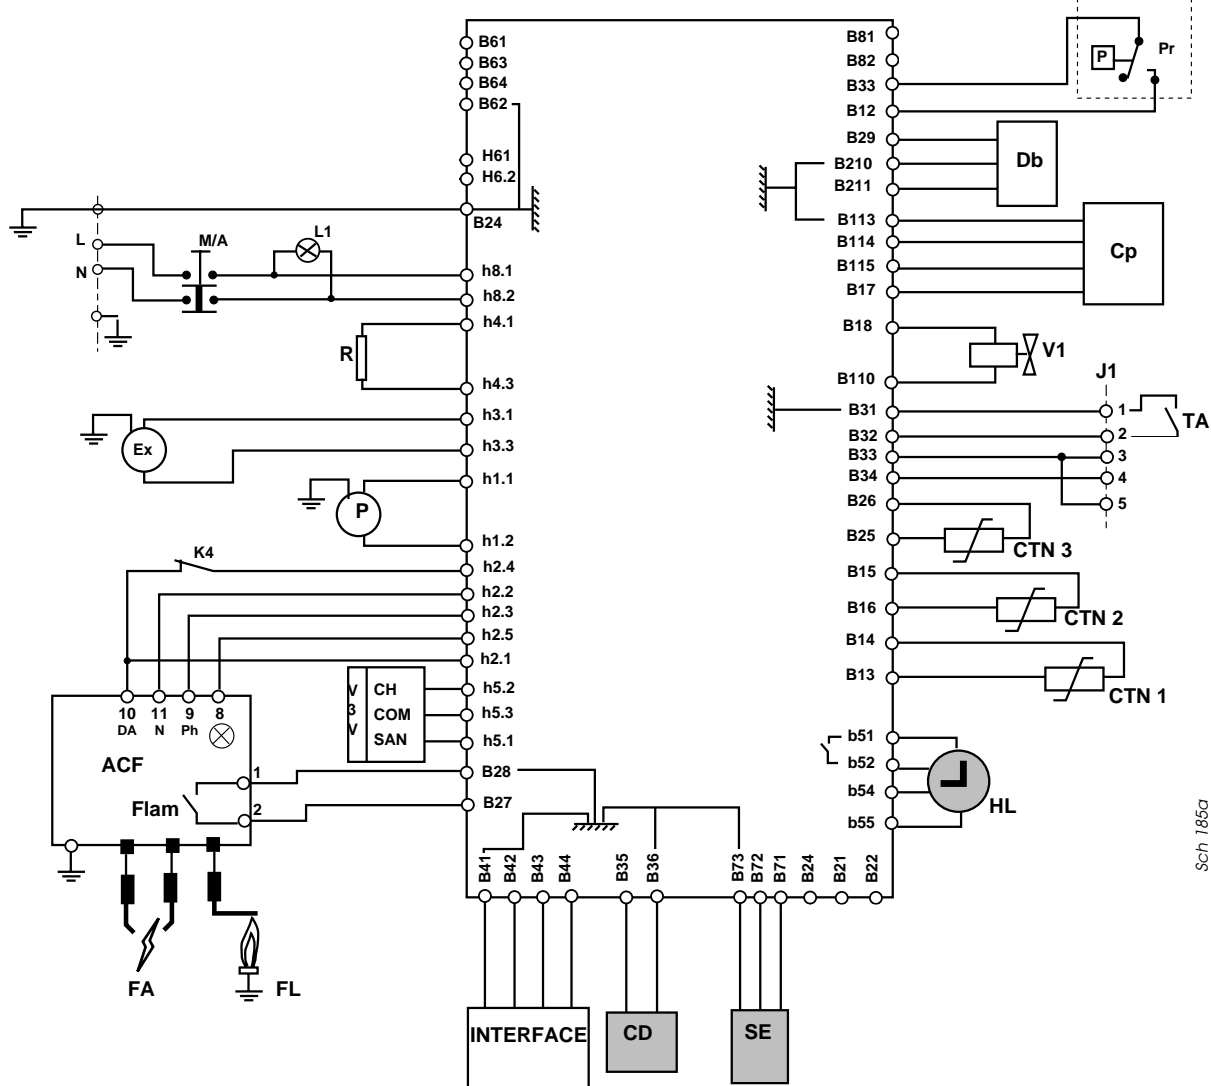 B61
B63
B64
B62
H61
H6.2
B24
L
N
M/A
L1
h8.1
h8.2
h4.1
R
h4.3
h3.1
Ex
h3.3
h1.1
P
h1.2
K4
h2.4
h2.2
h2.3
h2.5
h2.1
V3V
CH
COM
SAN
h5.2
h5.3
h5.1
10 11 9 8
DA N Ph
ACF
Flam
1
2
B28
B27
FA
FL
B81
B82
B33
B12
P
Pr
B29
B210
B211
Db
B113
B114
B115
B17
Cp
B18
B110
V1
J1
B31
B32
B33
B34
1
2
3
4
5
TA
B26
B25
CTN 3
B15
B16
CTN 2
B14
B13
CTN 1
b51
b52
b54
b55
HL
B41
B42
B43
B44
B35
B36
B73
B72
B71
B24
B21
B22
INTERFACE
CD
SE
Sch 185a